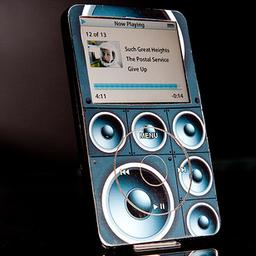 Now Playing
12 of 13
Such Great Heights
The Postal Service
Give Up
4:11 -0:14
MENU